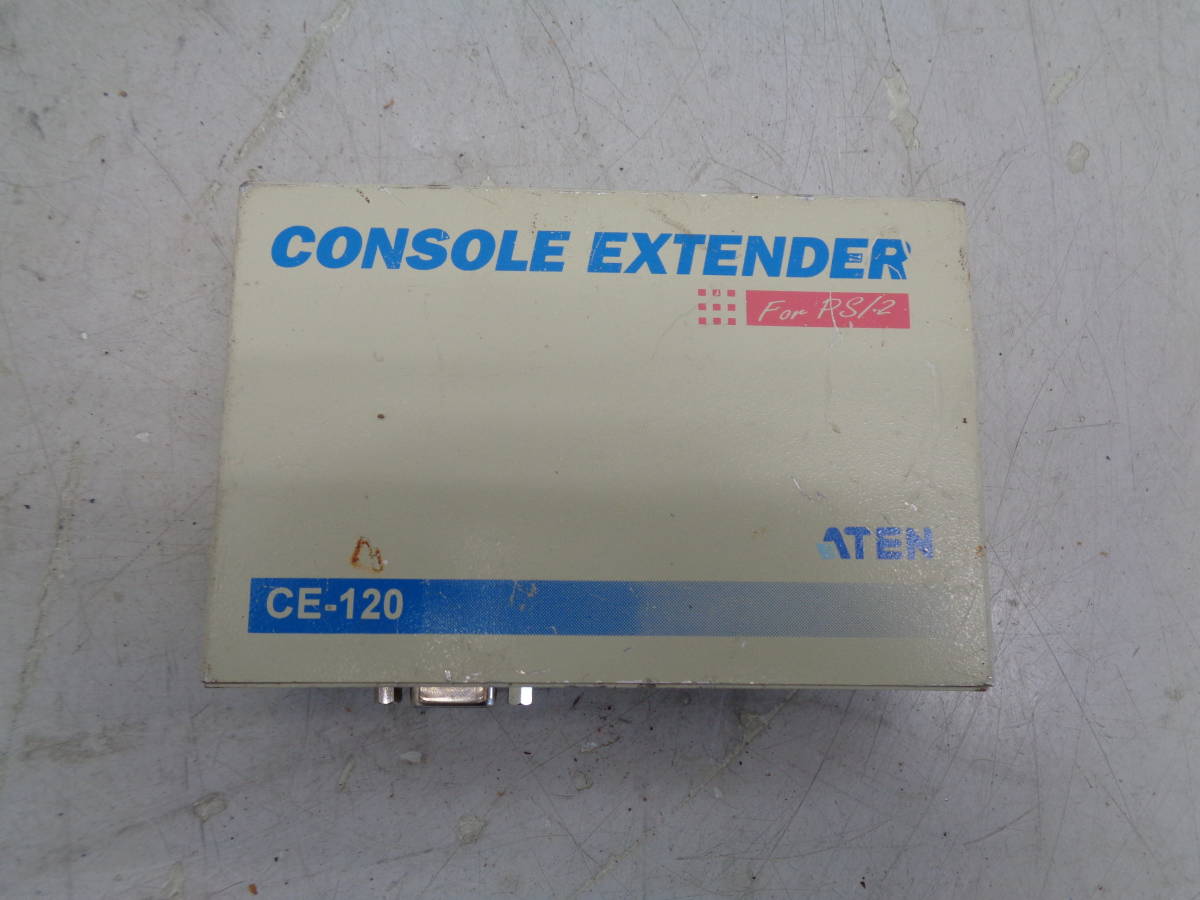 CONSOLE EXTENDER
For PS/2
ATEN
CE-120